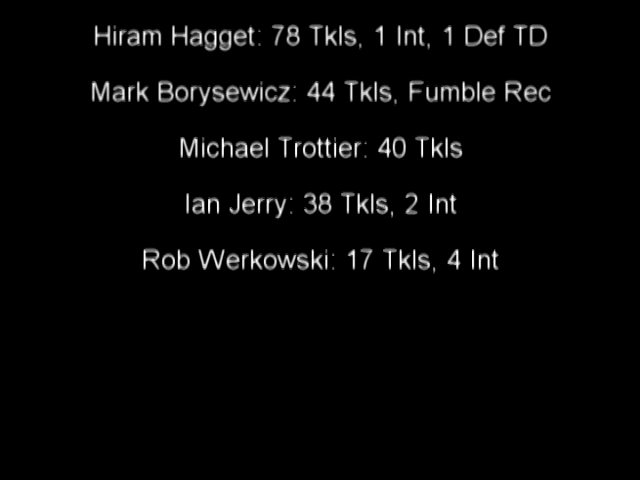 Hiram Hagget: 78 Tkls, 1 Int, 1 Def TD
Mark Borysewicz: 44 Tkls, Fumble Rec
Michael Trottier: 40 Tkls
Ian Jerry: 38 Tkls, 2 Int
Rob Werkowski: 17 Tkls, 4 Int